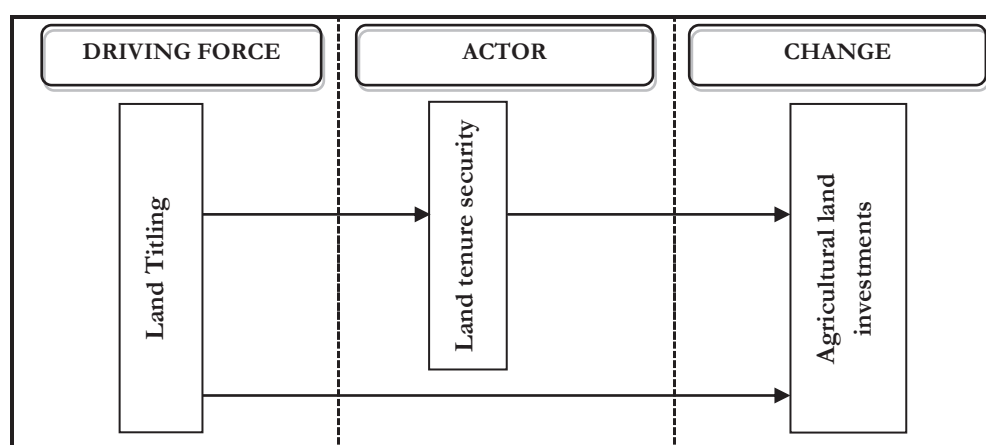 DRIVING FORCE
ACTOR
CHANGE
Land Titling
Land tenure security
Agricultural land
investments